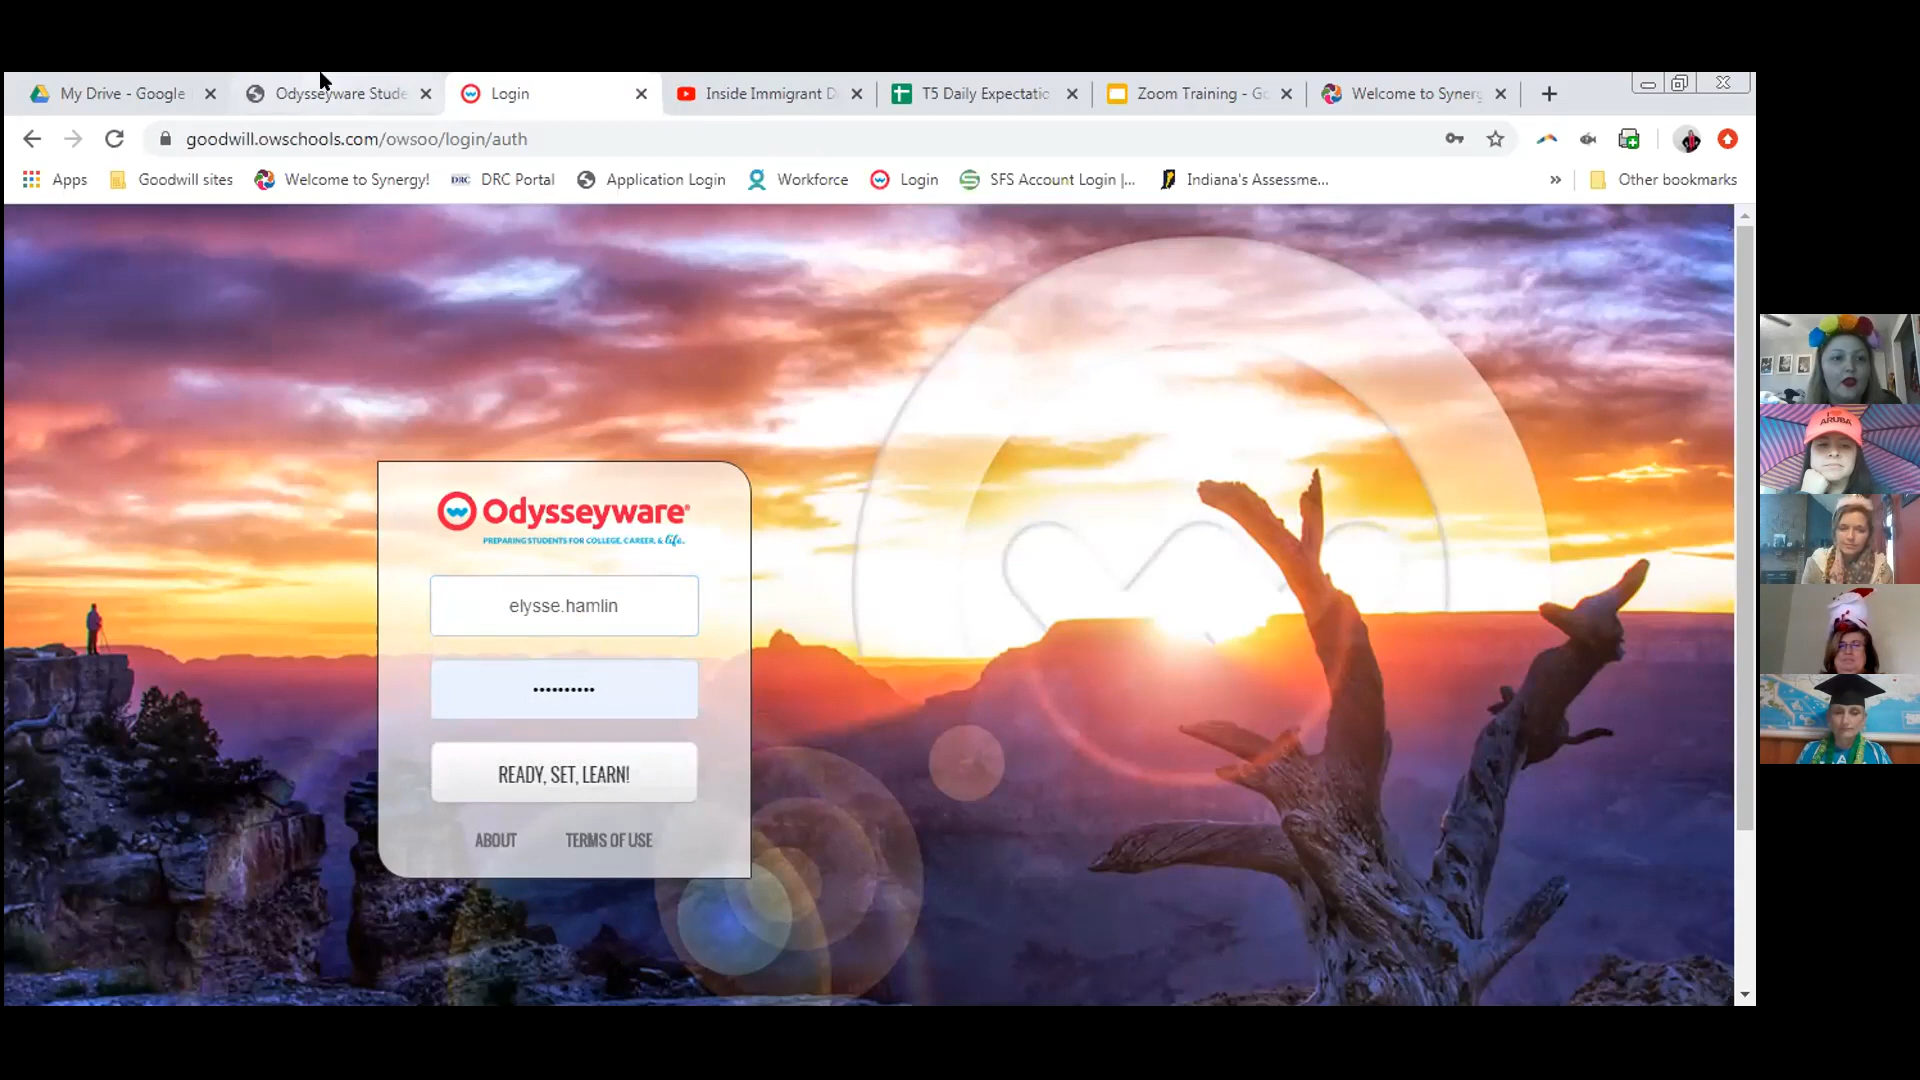 My Drive - Google
Odysseyware Stude
Login
Inside Immigrant D
T5 Daily Expectatio
Zoom Training - Go
Welcome to Synerg
goodwill.owschools.com/owsoo/login/auth
Apps
Goodwill sites
Welcome to Synergy!
DRC
DRC Portal
Application Login
Workforce
Login
SFS Account Login |...
Indiana's Assessme...
»
Other bookmarks
ARUBA
Odysseyware®
PREPARING STUDENTS FOR COLLEGE, CAREER, & life.
elysse.hamlin
••••••••••
READY, SET, LEARN!
ABOUT
TERMS OF USE